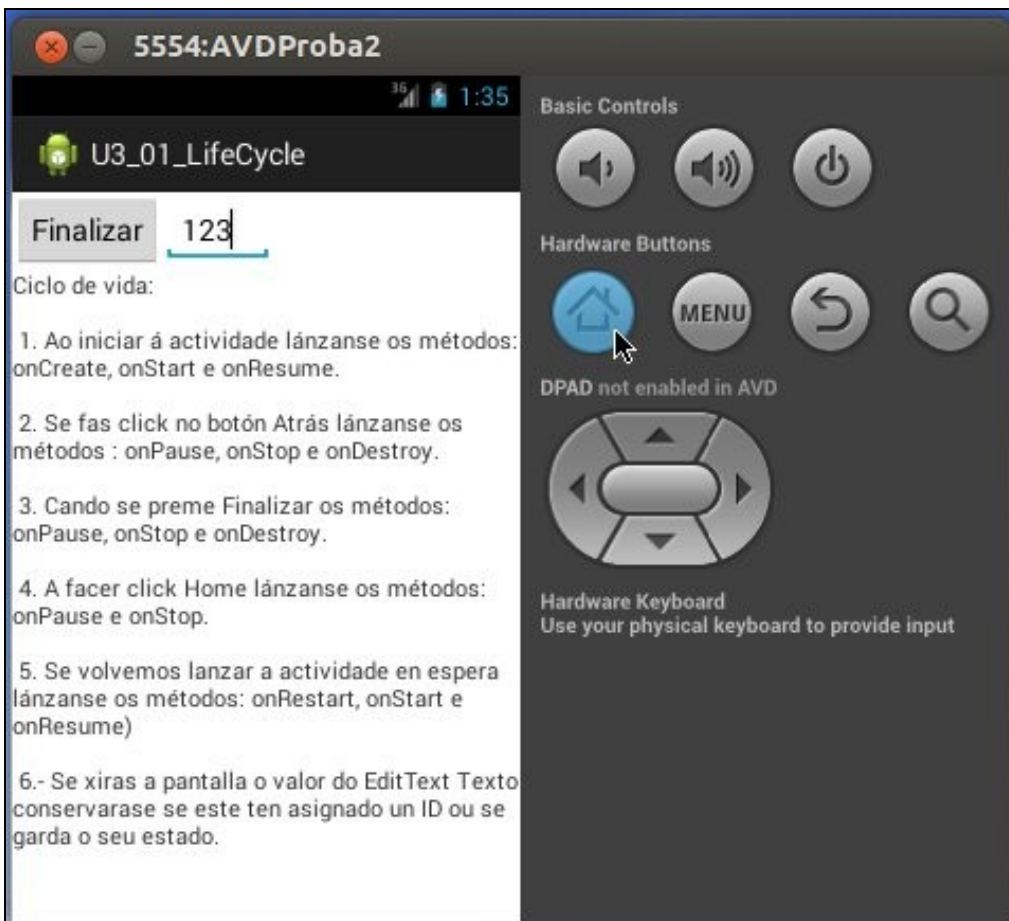 5554:AVDProba2
3G 1:35
U3_01_LifeCycle
Finalizar 123
Ciclo de vida:
1. Ao iniciar á actividade lánzanse os métodos:
onCreate, onStart e onResume.
2. Se fas click no botón Atrás lánzanse os
métodos : onPause, onStop e onDestroy.
3. Cando se preme Finalizar os métodos:
onPause, onStop e onDestroy.
4. A facer click Home lánzanse os métodos:
onPause e onStop.
5. Se volvemos lanzar a actividade en espera
lánzanse os métodos: onRestart, onStart e
onResume)
6.- Se xiras a pantalla o valor do EditText Texto
conservarase se este ten asignado un ID ou se
garda o seu estado.
Basic Controls
Hardware Buttons
MENU
DPAD not enabled in AVD
Hardware Keyboard
Use your physical keyboard to provide input